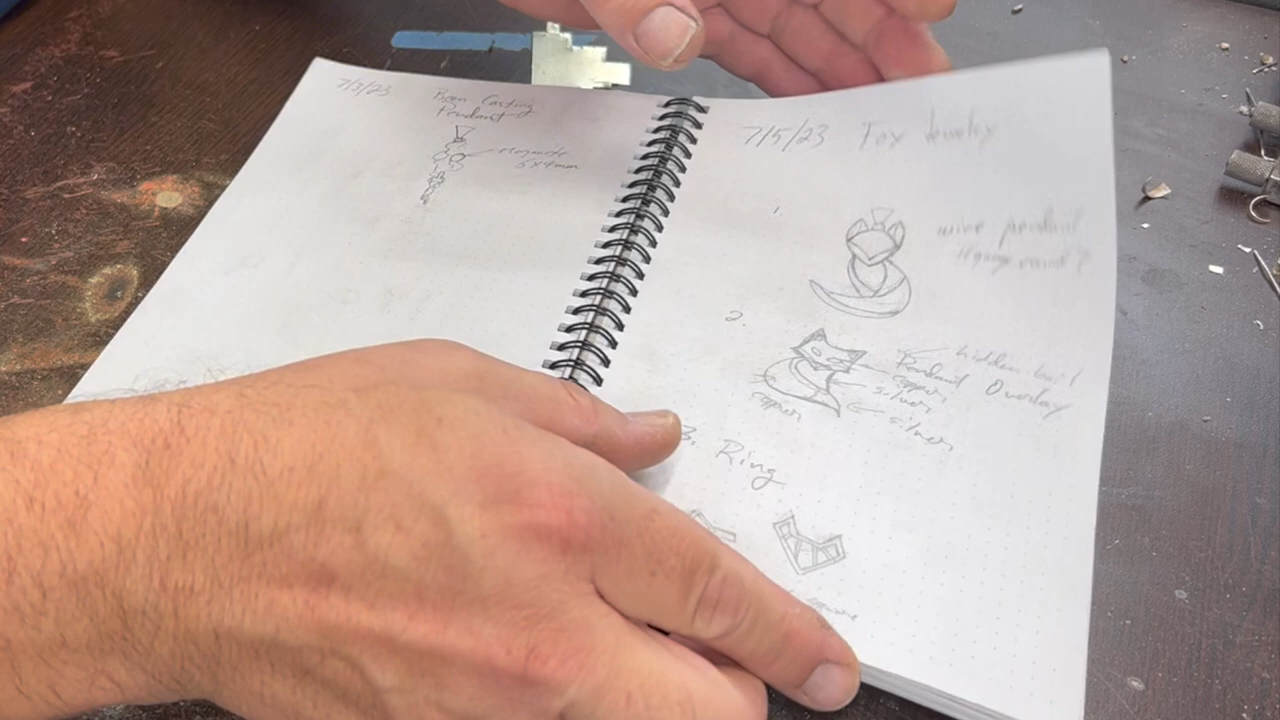 7/3/23
Casting
Pendant
6x4mm
7/5/23 Fox Jewelry
1.
wire pendant
2.
hidden bail
Pendant Overlay
copper
silver
silver
copper
3. Ring